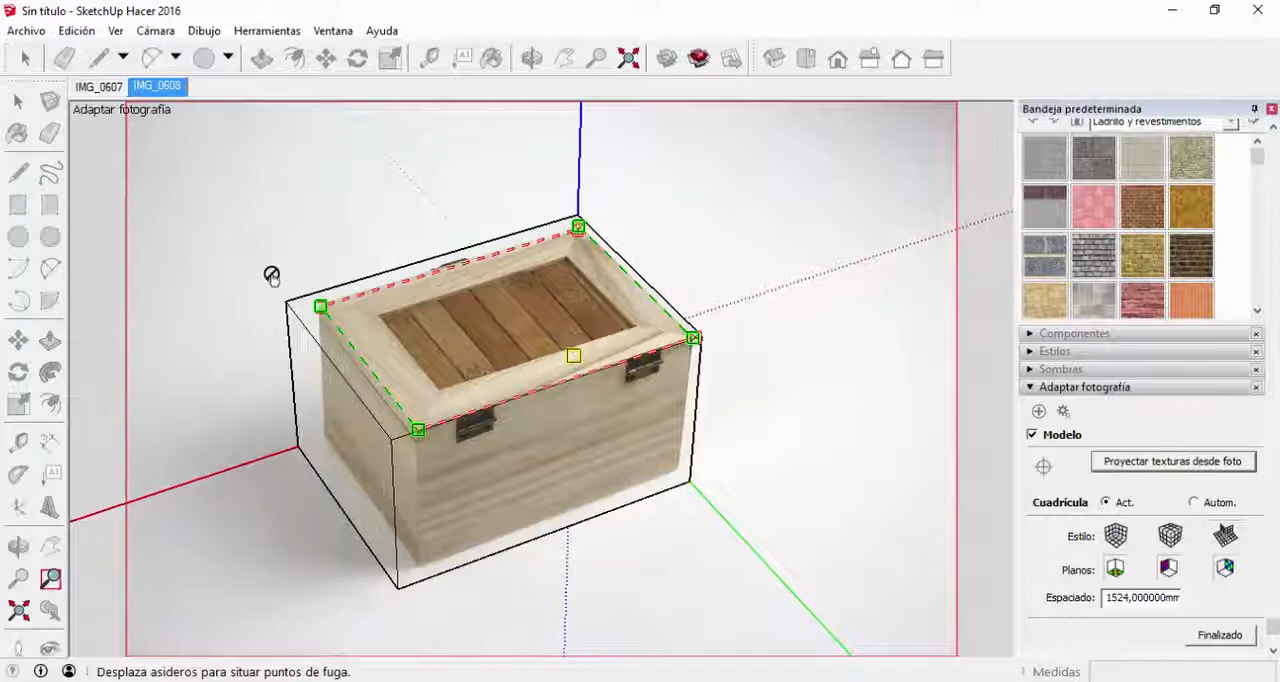 Sin título - SketchUp Hacer 2016
Archivo Edición Ver Cámara Dibujo Herramientas Ventana Ayuda
IMG_0607 IMG_0608
Adaptar fotografía
Bandeja predeterminada
Ladrillo y revestimientos
Componentes
Estilos
Sombras
Adaptar fotografía
Modelo
Proyectar texturas desde foto
Cuadrícula Act. Autom.
Estilo:
Planos:
Espaciado: 1524,000000mm
Finalizado
Desplaza asideros para situar puntos de fuga.
Medidas